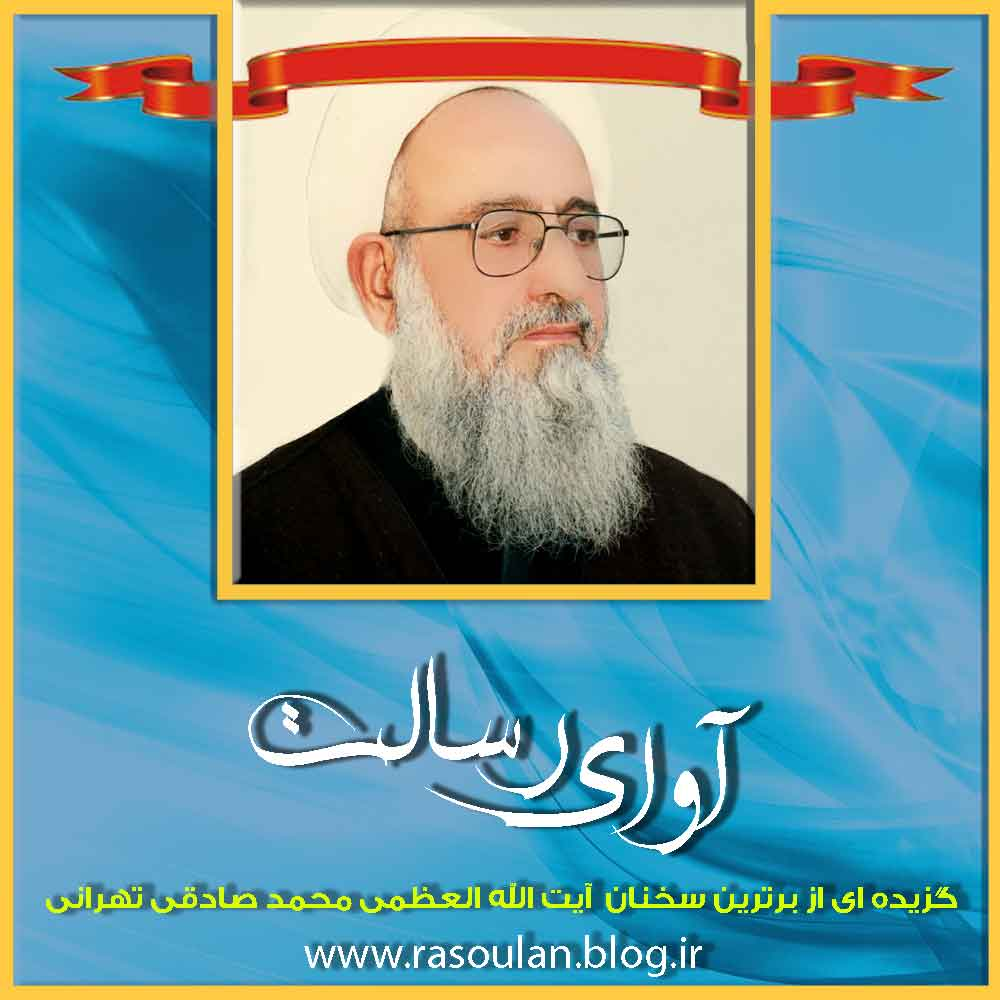 آوای رسالت
گزیده ای از برترین سخنان آیت الله العظمی محمد صادقی تهرانی
www.rasoulan.blog.ir